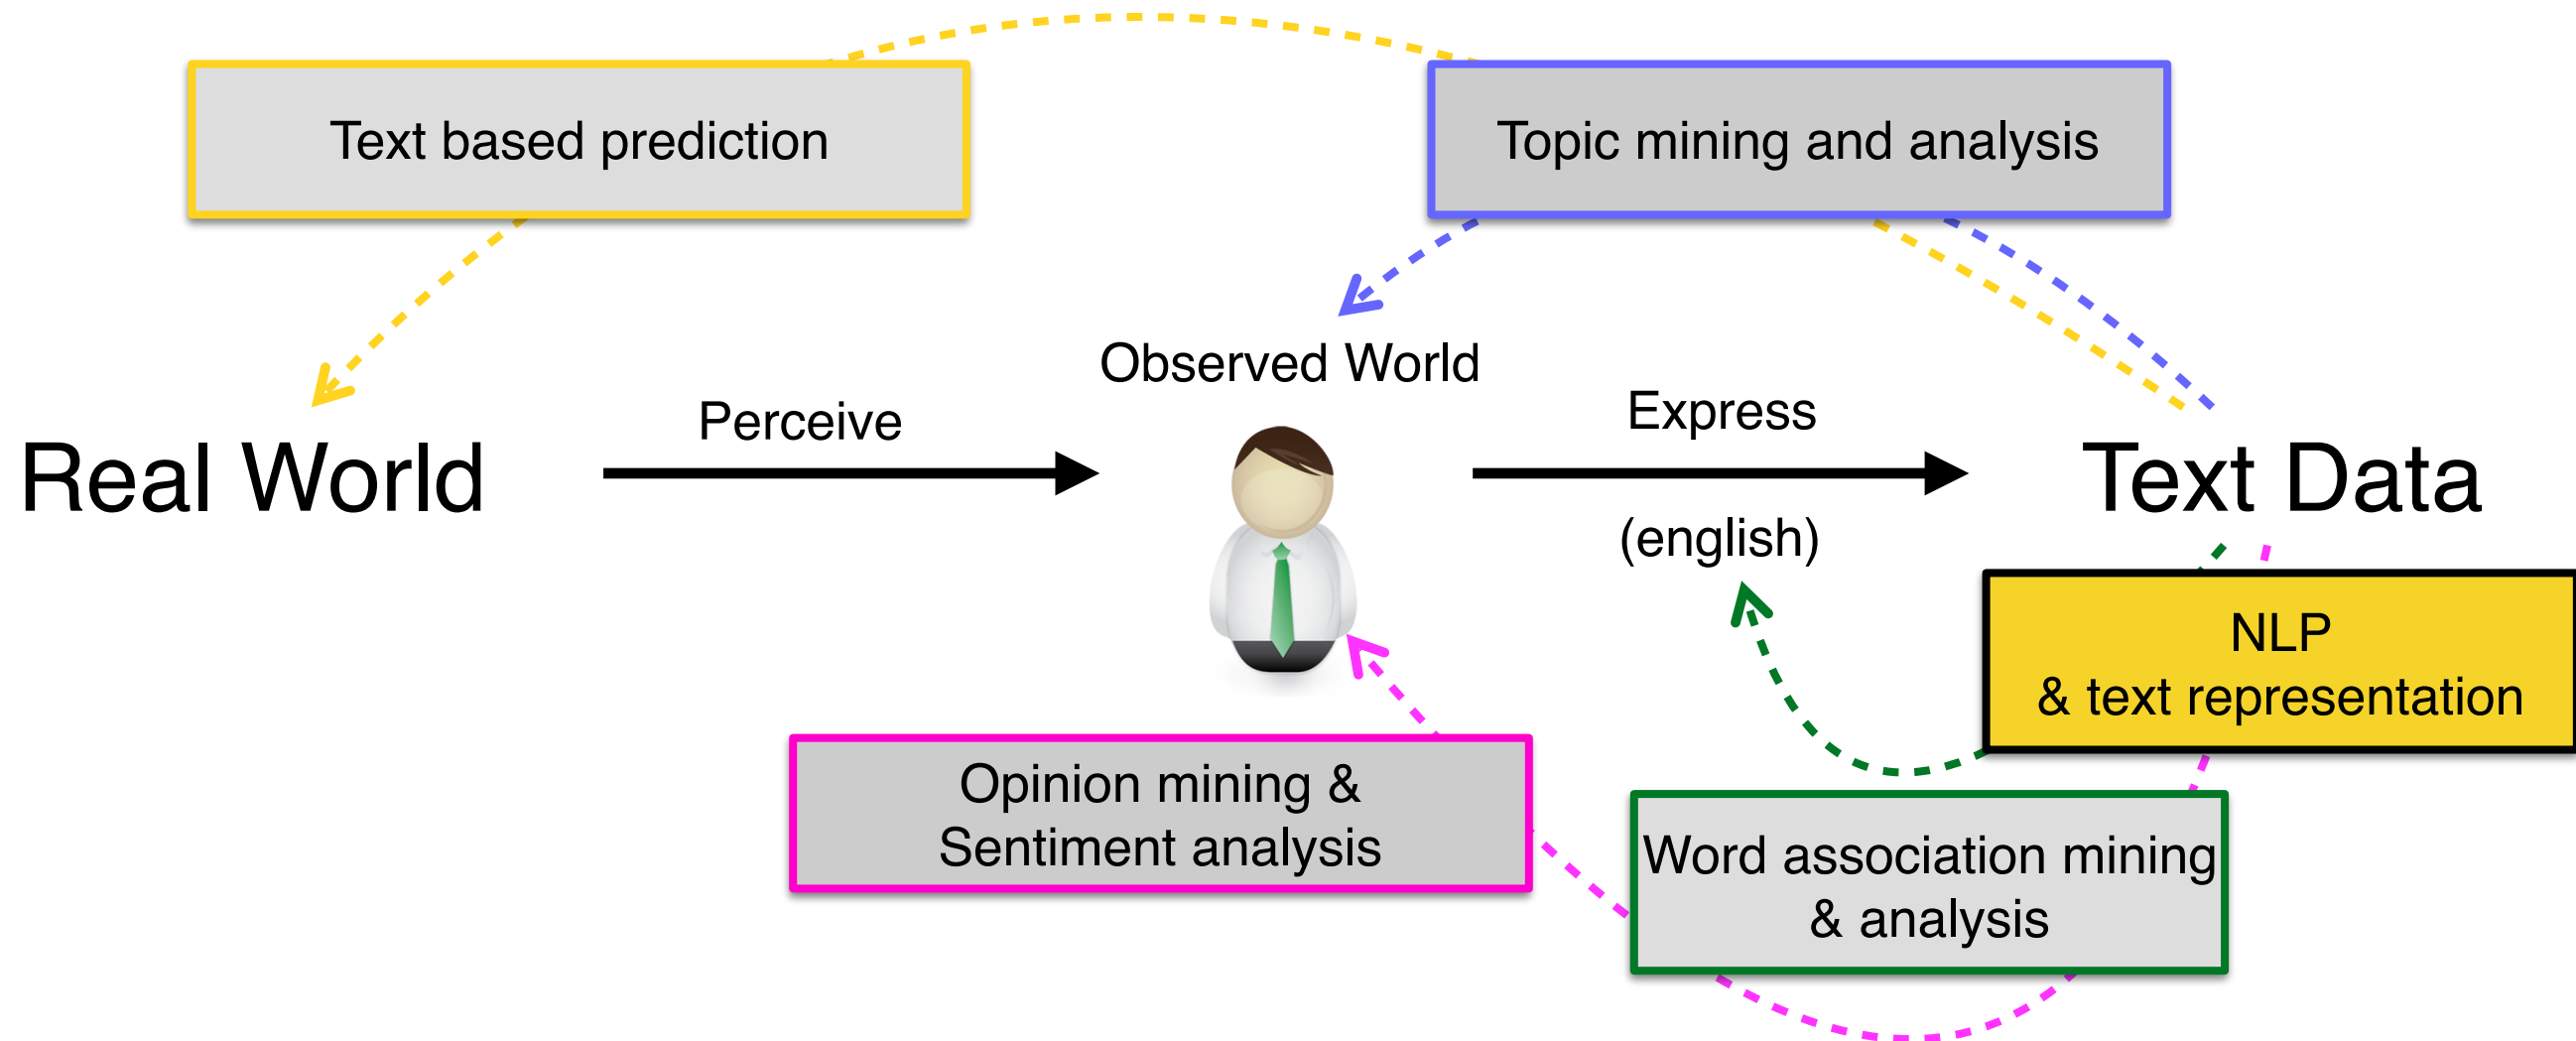 Text based prediction
Topic mining and analysis
Observed World
Perceive
Express
Real World
Text Data
(english)
NLP
& text representation
Opinion mining &
Sentiment analysis
Word association mining
& analysis